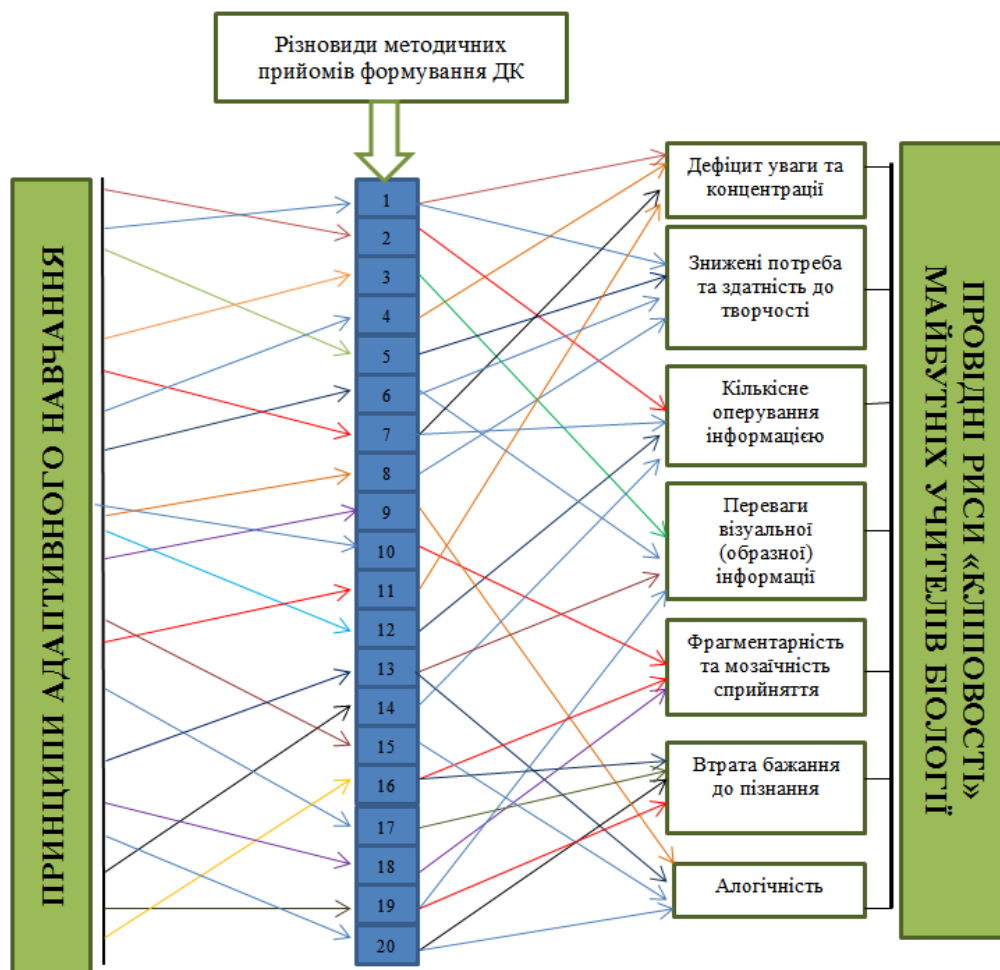 Різновиди методичних
прийомів формування ДК
ПРИНЦИПИ АДАПТИВНОГО НАВЧАННЯ
1
2
3
4
5
6
7
8
9
10
11
12
13
14
15
16
17
18
19
20
Дефіцит уваги та
концентрації
Знижені потреба
та здатність до
творчості
Кількісне
оперування
інформацією
Переваги
візуальної
(образної)
інформації
Фрагментарність
та мозаїчність
сприйняття
Втрата бажання
до пізнання
Алогічність
ПРОВІДНІ РИСИ «КЛІПОВОСТІ»
МАЙБУТНІХ УЧИТЕЛІВ БІОЛОГІЇ